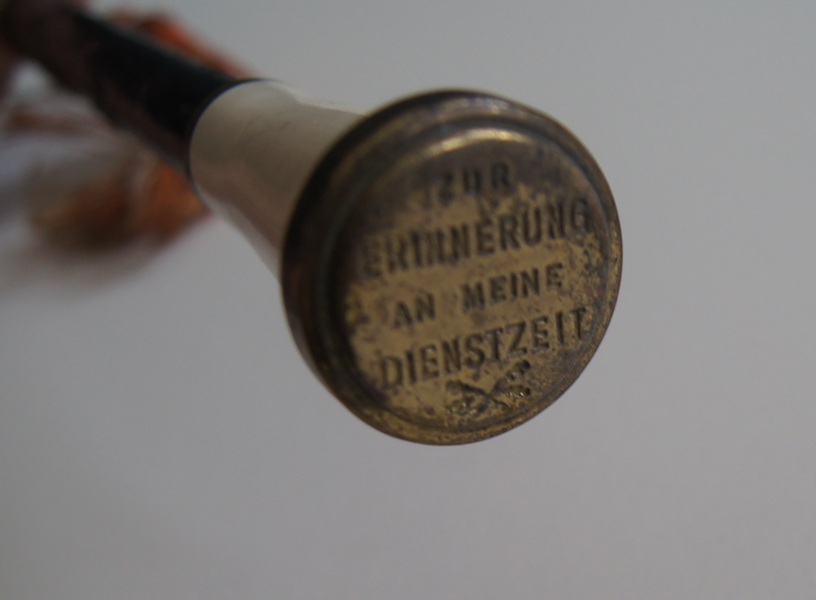 ZUR
ERINNERUNG
AN MEINE
DIENSTZEIT